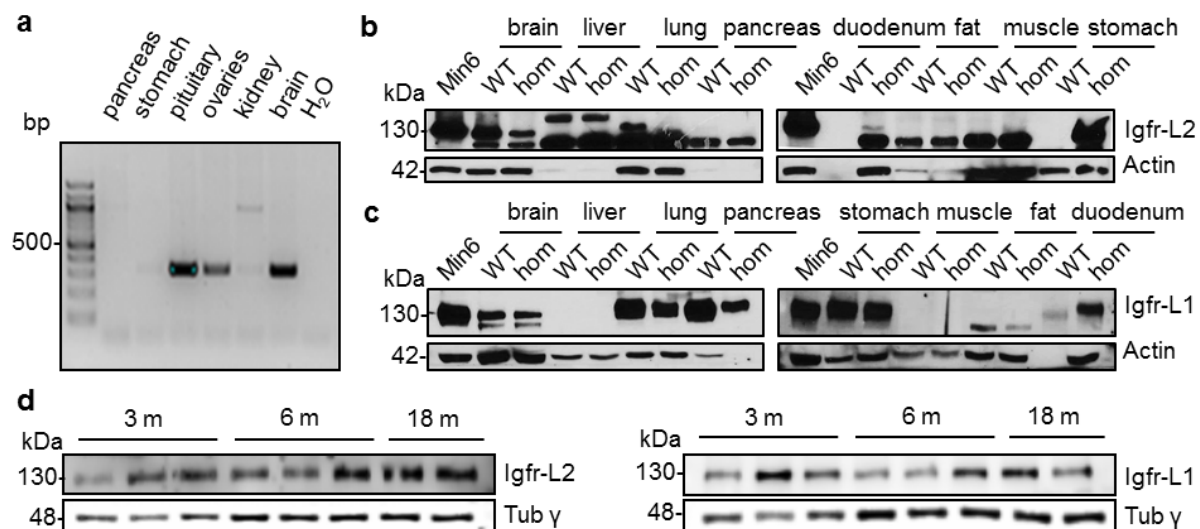 a
pancreas stomach pituitary ovaries kidney brain H₂O
bp
500
b
brain liver lung pancreas duodenum fat muscle stomach
Min6 WT hom WT hom WT hom WT hom Min6 WT hom WT hom WT hom WT hom
kDa
130 Igfr-L2
42 Actin
c
brain liver lung pancreas stomach muscle fat duodenum
Min6 WT hom WT hom WT hom WT hom Min6 WT hom WT hom WT hom WT hom
kDa
130 Igfr-L1
42 Actin
d
3 m 6 m 18 m
kDa
130 Igfr-L2
48 Tub γ
3 m 6 m 18 m
kDa
130 Igfr-L1
48 Tub γ